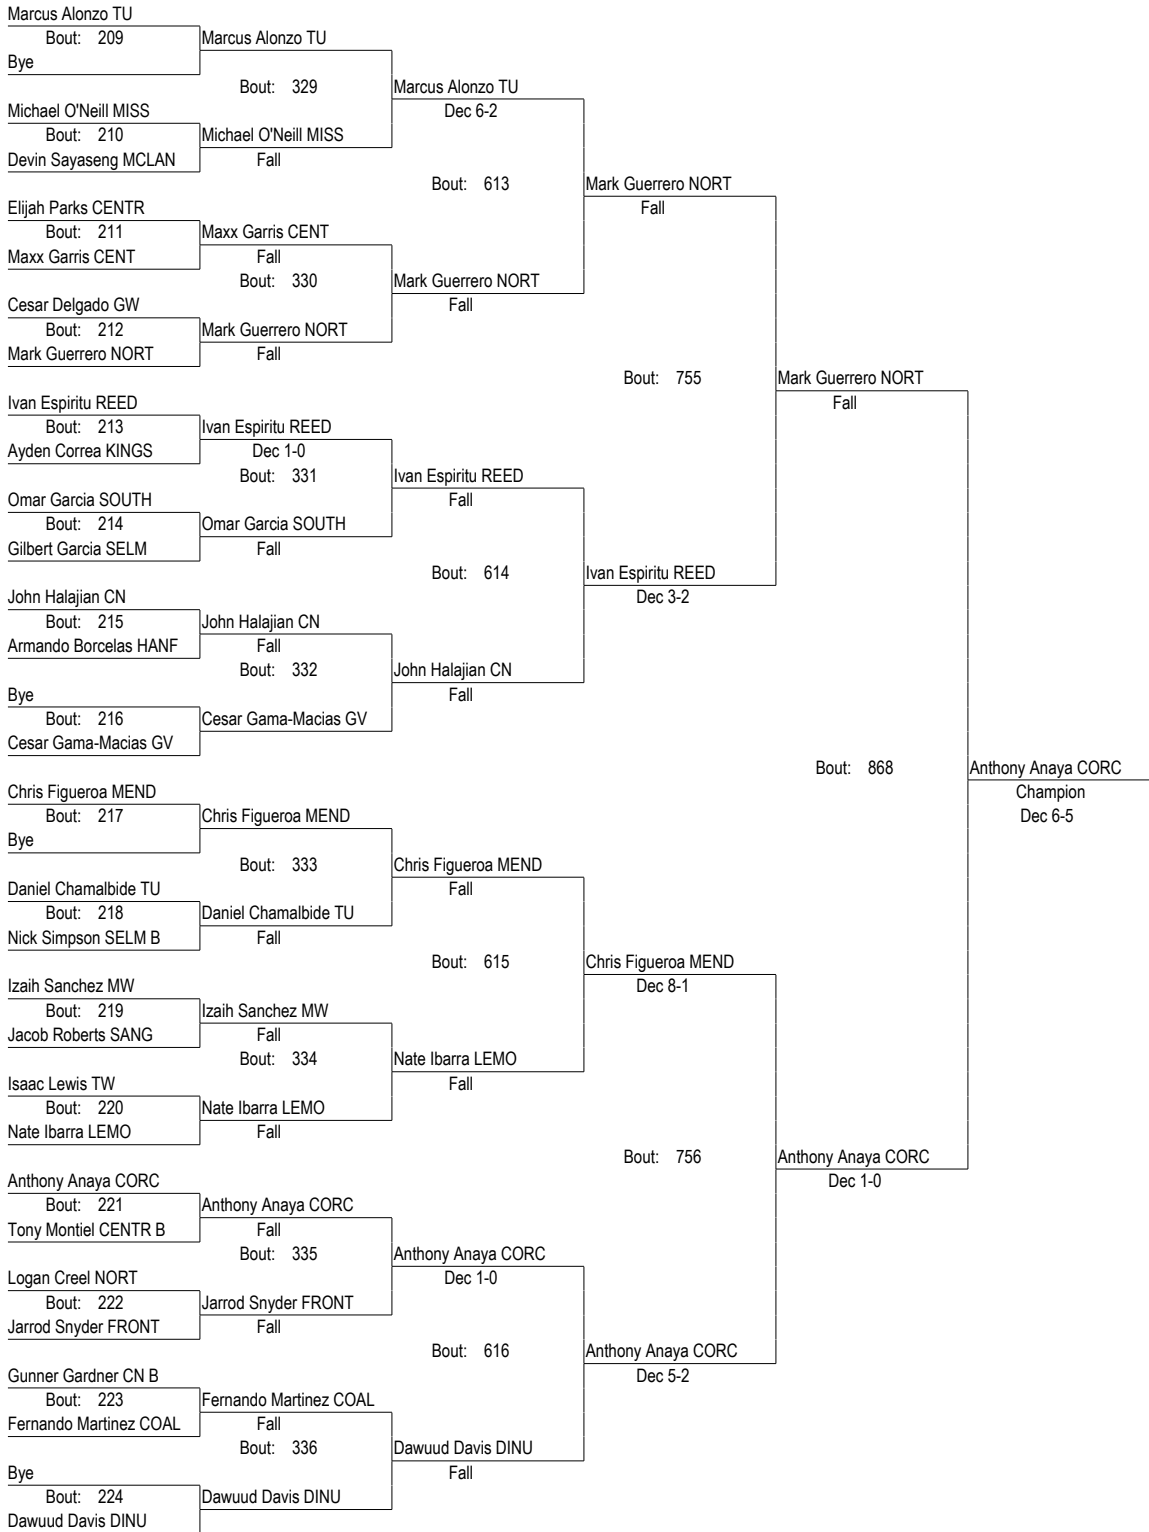 Marcus Alonzo TU
Bout: 209
Marcus Alonzo TU
Bye
Bout: 329
Marcus Alonzo TU
Dec 6-2
Michael O'Neill MISS
Bout: 210
Michael O'Neill MISS
Devin Sayaseng MCLAN
Fall
Bout: 613
Mark Guerrero NORT
Fall
Elijah Parks CENTR
Bout: 211
Maxx Garris CENT
Maxx Garris CENT
Fall
Bout: 330
Mark Guerrero NORT
Fall
Cesar Delgado GW
Bout: 212
Mark Guerrero NORT
Mark Guerrero NORT
Fall
Bout: 755
Mark Guerrero NORT
Fall
Ivan Espiritu REED
Bout: 213
Ivan Espiritu REED
Ayden Correa KINGS
Dec 1-0
Bout: 331
Ivan Espiritu REED
Fall
Omar Garcia SOUTH
Bout: 214
Omar Garcia SOUTH
Gilbert Garcia SELM
Fall
Bout: 614
Ivan Espiritu REED
Dec 3-2
John Halajian CN
Bout: 215
John Halajian CN
Armando Borcelas HANF
Fall
Bout: 332
John Halajian CN
Fall
Bye
Bout: 216
Cesar Gama-Macias GV
Cesar Gama-Macias GV
Bout: 868
Anthony Anaya CORC
Champion
Dec 6-5
Chris Figueroa MEND
Bout: 217
Chris Figueroa MEND
Bye
Bout: 333
Chris Figueroa MEND
Fall
Daniel Chamalbide TU
Bout: 218
Daniel Chamalbide TU
Nick Simpson SELM B
Fall
Bout: 615
Chris Figueroa MEND
Dec 8-1
Izaih Sanchez MW
Bout: 219
Izaih Sanchez MW
Jacob Roberts SANG
Fall
Bout: 334
Nate Ibarra LEMO
Fall
Isaac Lewis TW
Bout: 220
Nate Ibarra LEMO
Nate Ibarra LEMO
Fall
Bout: 756
Anthony Anaya CORC
Dec 1-0
Anthony Anaya CORC
Bout: 221
Anthony Anaya CORC
Tony Montiel CENTR B
Fall
Bout: 335
Anthony Anaya CORC
Dec 1-0
Logan Creel NORT
Bout: 222
Jarrod Snyder FRONT
Jarrod Snyder FRONT
Fall
Bout: 616
Anthony Anaya CORC
Dec 5-2
Gunner Gardner CN B
Bout: 223
Fernando Martinez COAL
Fernando Martinez COAL
Fall
Bout: 336
Dawuud Davis DINU
Fall
Bye
Bout: 224
Dawuud Davis DINU
Dawuud Davis DINU